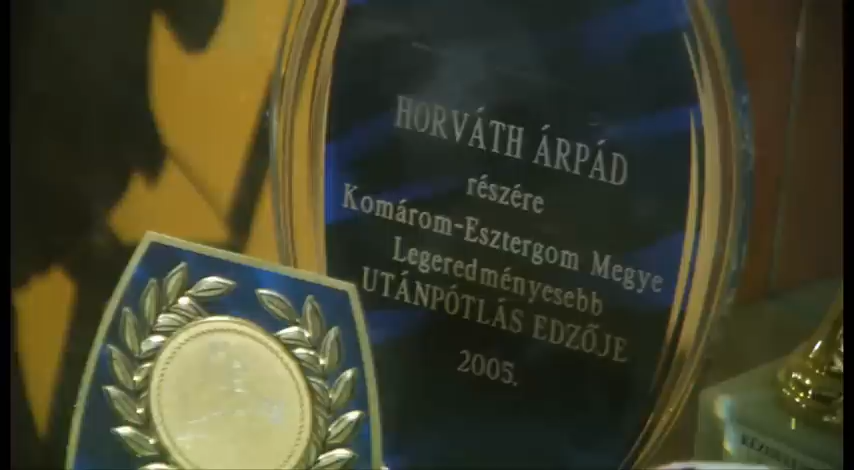 HORVÁTH ÁRPÁD
részére
Komárom-Esztergom Megye
Legeredményesebb
UTÁNPÓTLÁS EDZŐJE
2005.